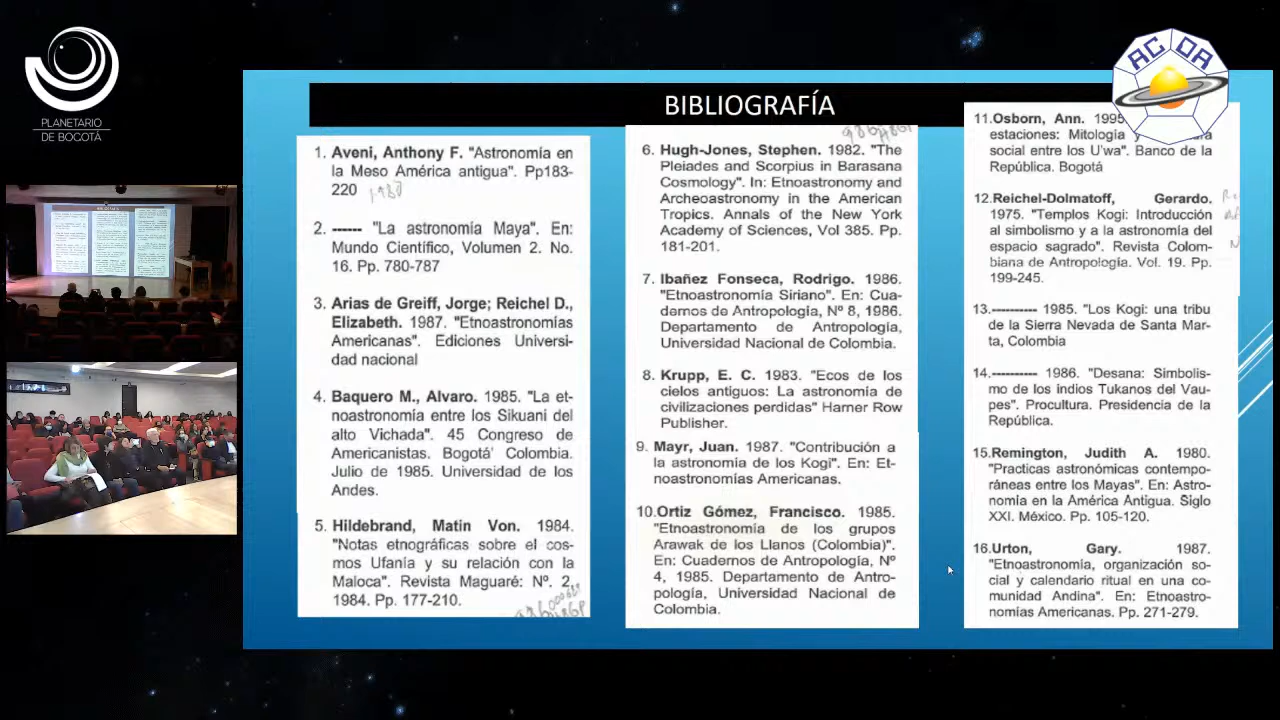 PLANETARIO
DE BOGOTÁ
ACDA
BIBLIOGRAFÍA
1. Aveni, Anthony F. "Astronomía en
la Meso América antigua". Pp183-
220 1980
2. ------ "La astronomía Maya". En:
Mundo Científico, Volumen 2. No.
16. Pp. 780-787
3. Arias de Greiff, Jorge; Reichel D.,
Elizabeth. 1987. "Etnoastronomías
Americanas". Ediciones Universi-
dad nacional
4. Baquero M., Alvaro. 1985. "La et-
noastronomía entre los Sikuani del
alto Vichada". 45 Congreso de
Americanistas. Bogotá' Colombia.
Julio de 1985. Universidad de los
Andes.
5. Hildebrand, Matin Von. 1984.
"Notas etnográficas sobre el cos-
mos Ufanía y su relación con la
Maloca". Revista Maguaré: Nº. 2,
1984. Pp. 177-210.
6. Hugh-Jones, Stephen. 1982. "The
Pleiades and Scorpius in Barasana
Cosmology". In: Etnoastronomy and
Archeoastronomy in the American
Tropics. Annals of the New York
Academy of Sciences, Vol 385. Pp.
181-201.
7. Ibañez Fonseca, Rodrigo. 1986.
"Etnoastronomía Siriano". En: Cua-
dernos de Antropología, Nº 8, 1986.
Departamento de Antropología,
Universidad Nacional de Colombia.
8. Krupp, E. C. 1983. "Ecos de los
cielos antiguos: La astronomía de
civilizaciones perdidas" Harner Row
Publisher.
9. Mayr, Juan. 1987. "Contribución a
la astronomía de los Kogi". En: Et-
noastronomías Americanas.
10.Ortiz Gómez, Francisco. 1985.
"Etnoastronomía de los grupos
Arawak de los Llanos (Colombia)".
En: Cuadernos de Antropología, Nº
4, 1985. Departamento de Antro-
pología, Universidad Nacional de
Colombia.
11.Osborn, Ann. 1995
estaciones: Mitología y
social entre los U'wa". Banco de la
República. Bogotá
12.Reichel-Dolmatoff, Gerardo.
1975. "Templos Kogi: Introducción
al simbolismo y a la astronomía del
espacio sagrado". Revista Colom-
biana de Antropología. Vol. 19. Pp.
199-245.
13.---------- 1985. "Los Kogi: una tribu
de la Sierra Nevada de Santa Mar-
ta, Colombia
14.---------- 1986. "Desana: Simbolis-
mo de los indios Tukanos del Vau-
pes". Procultura. Presidencia de la
República.
15.Remington, Judith A. 1980.
"Practicas astronómicas contempo-
ráneas entre los Mayas". En: Astro-
nomía en la América Antigua. Siglo
XXI. México. Pp. 105-120.
16.Urton, Gary. 1987.
"Etnoastronomía, organización so-
cial y calendario ritual en una co-
munidad Andina". En: Etnoastro-
nomías Americanas. Pp. 271-279.